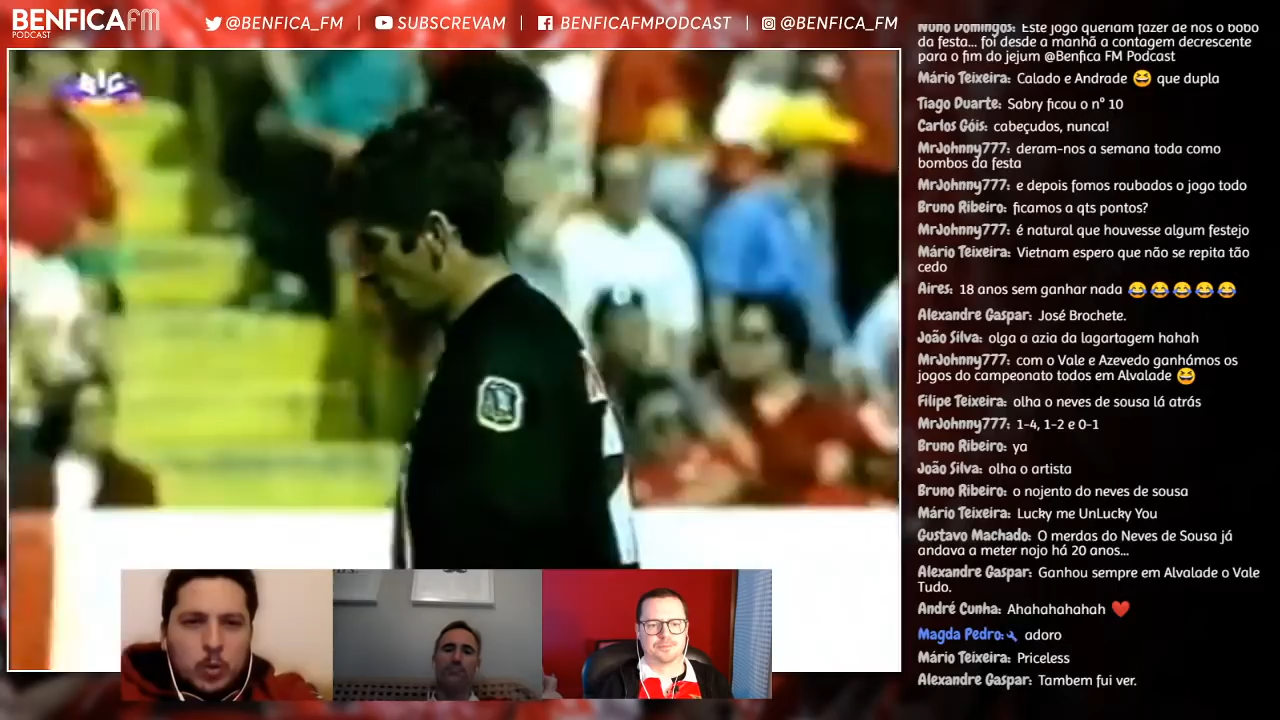 BENFICAFM
PODCAST
@BENFICA_FM | SUBSCREVAM | BENFICAFMPODCAST | @BENFICA_FM
SIC
Nuno Domingos: Este jogo queriam fazer de nós o bobo
da festa... foi desde a manhã a contagem decrescente
para o fim do jejum @Benfica FM Podcast
Mário Teixeira: Calado e Andrade 😆 que dupla
Tiago Duarte: Sabry ficou o nº 10
Carlos Góis: cabeçudos, nunca!
MrJohnny777: deram-nos a semana toda como
bombos da festa
MrJohnny777: e depois fomos roubados o jogo todo
Bruno Ribeiro: ficamos a qts pontos?
MrJohnny777: é natural que houvesse algum festejo
Mário Teixeira: Vietnam espero que não se repita tão
cedo
Aires: 18 anos sem ganhar nada 😂😂😂😂😂
Alexandre Gaspar: José Brochete.
João Silva: olga a azia da lagartagem hahah
MrJohnny777: com o Vale e Azevedo ganhámos os
jogos do campeonato todos em Alvalade 😆
Filipe Teixeira: olha o neves de sousa lá atrás
MrJohnny777: 1-4, 1-2 e 0-1
Bruno Ribeiro: ya
João Silva: olha o artista
Bruno Ribeiro: o nojento do neves de sousa
Mário Teixeira: Lucky me UnLucky You
Gustavo Machado: O merdas do Neves de Sousa já
andava a meter nojo há 20 anos...
Alexandre Gaspar: Ganhou sempre em Alvalade o Vale
Tudo.
André Cunha: Ahahahahahah ❤️
Magda Pedro: adoro
Mário Teixeira: Priceless
Alexandre Gaspar: Tambem fui ver.